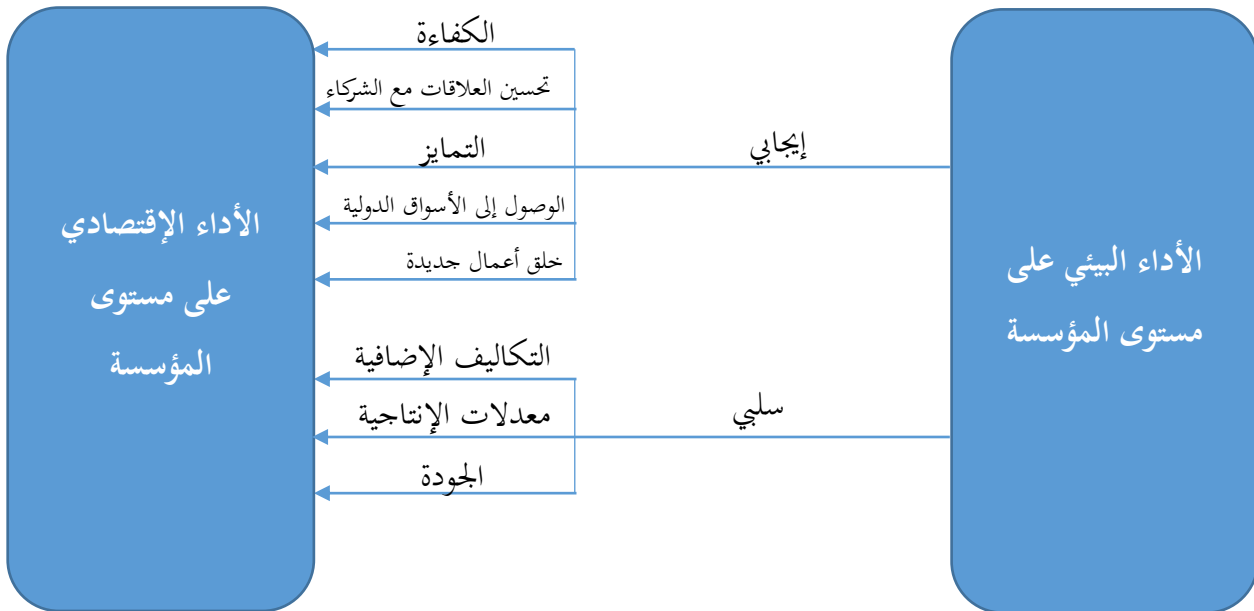 الأداء البيئي على
مستوى المؤسسة
إيجابي
الكفاءة
تحسين العلاقات مع الشركاء
التمايز
الوصول إلى الأسواق الدولية
خلق أعمال جديدة
سلبي
التكاليف الإضافية
معدلات الإنتاجية
الجودة
الأداء الإقتصادي
على مستوى
المؤسسة